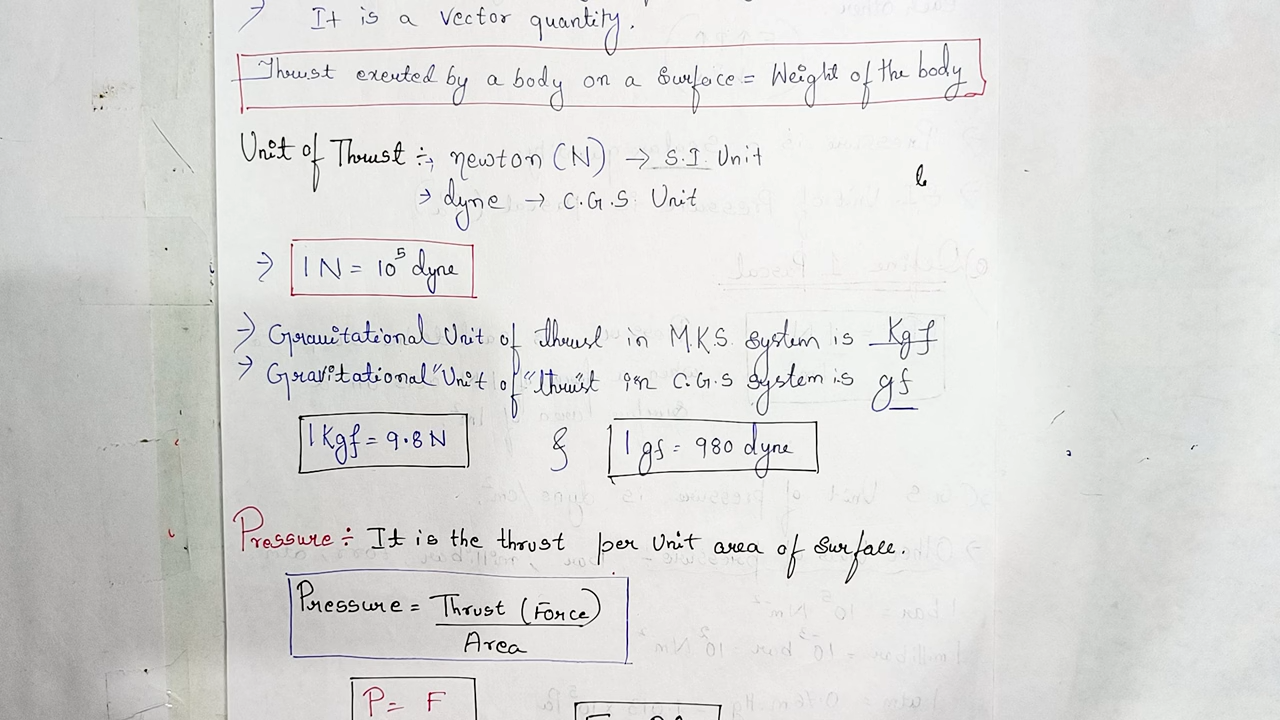 → It is a vector quantity.
Thrust exerted by a body on a Surface = Weight of the body
Unit of Thrust ÷→ newton (N) → S.I. Unit
→ dyne → C.G.S. Unit
→ 1 N = 10⁵ dyne
→ Gravitational Unit of thrust in M.K.S. System is Kgf
→ Gravitational Unit of thrust in C.G.S System is gf
1 Kgf = 9.8 N & 1 gf = 980 dyne
Pressure ÷ It is the thrust per Unit area of Surface.
Pressure = Thrust (Force)
Area
P = F